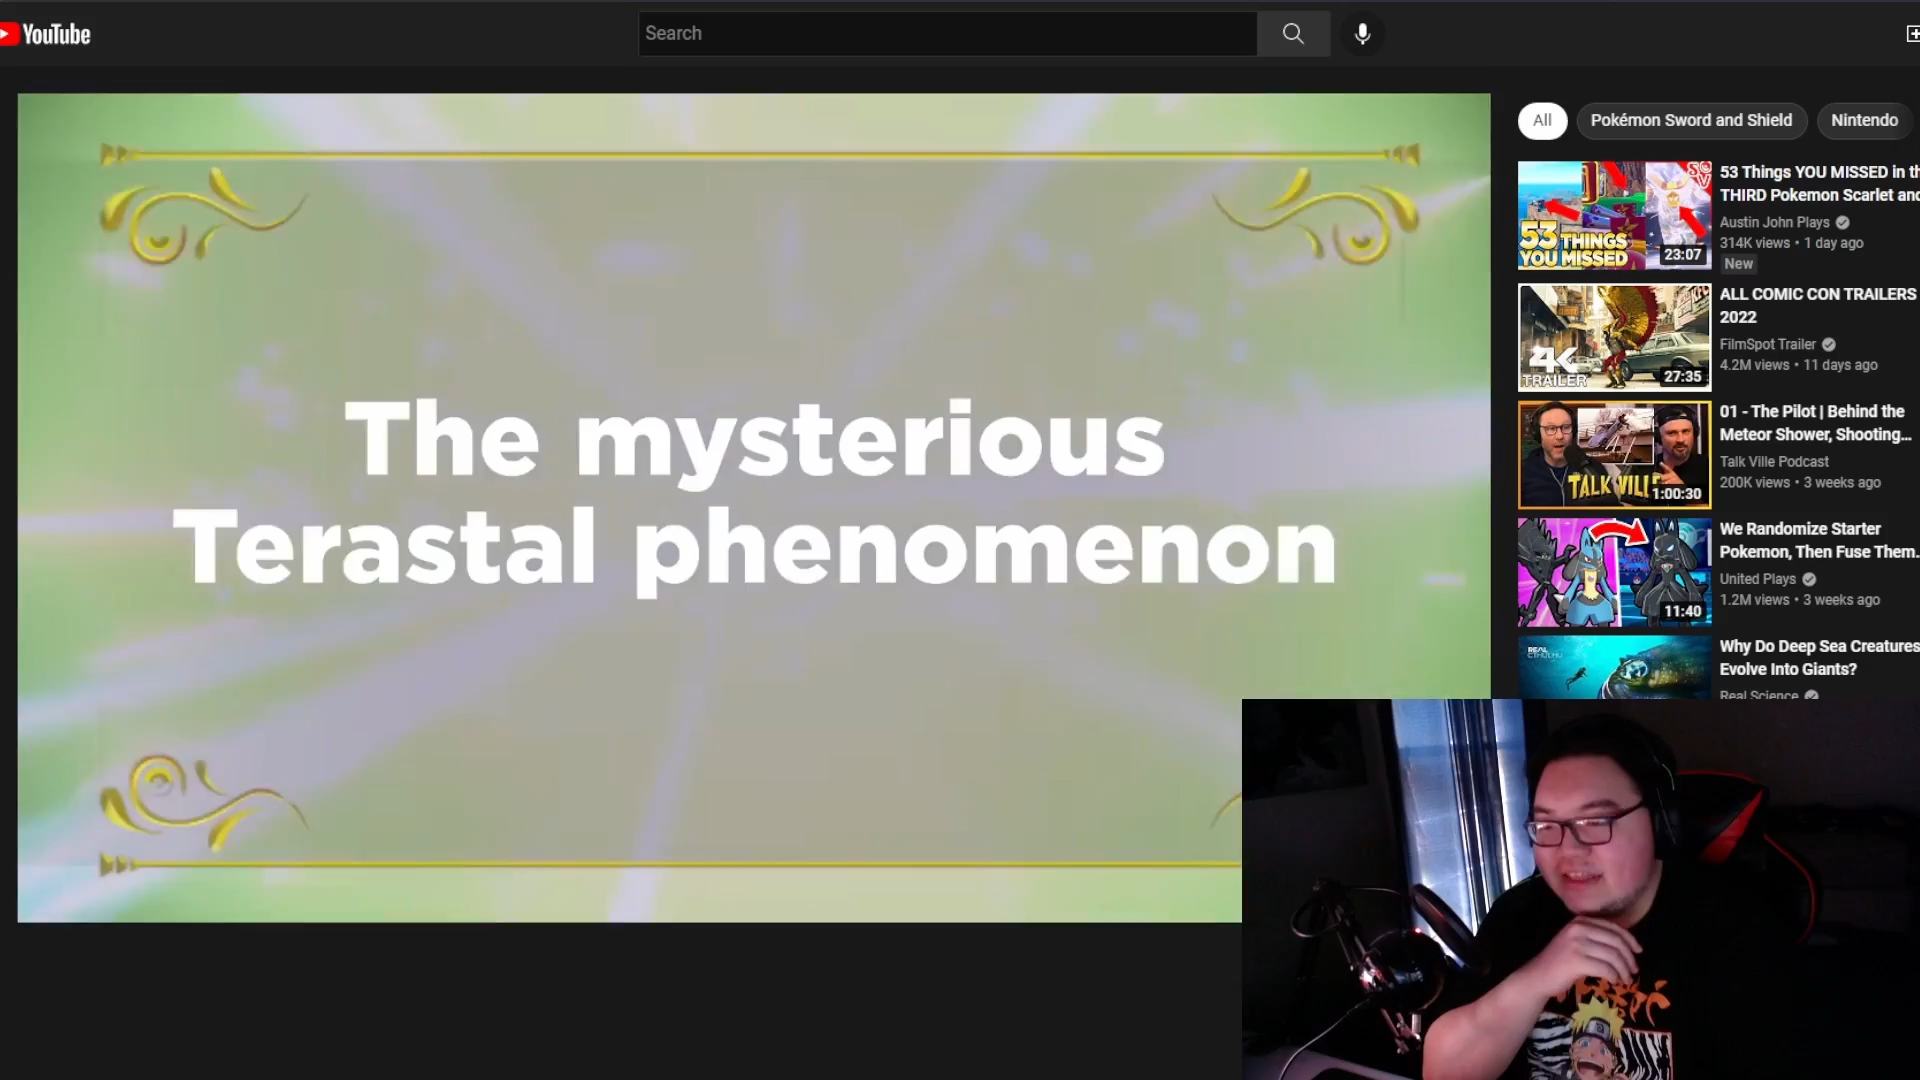 YouTube
Search
The mysterious
Terastal phenomenon
All
Pokémon Sword and Shield
Nintendo
53 THINGS
YOU MISSED
23:07
53 Things YOU MISSED in th
THIRD Pokemon Scarlet and
Austin John Plays
314K views • 1 day ago
New
4K
TRAILER
27:35
ALL COMIC CON TRAILERS
2022
FilmSpot Trailer
4.2M views • 11 days ago
TALK VILL
1:00:30
01 - The Pilot | Behind the
Meteor Shower, Shooting...
Talk Ville Podcast
200K views • 3 weeks ago
11:40
We Randomize Starter
Pokemon, Then Fuse Them..
United Plays
1.2M views • 3 weeks ago
REAL
CTHULHU
Why Do Deep Sea Creatures
Evolve Into Giants?
Real Science